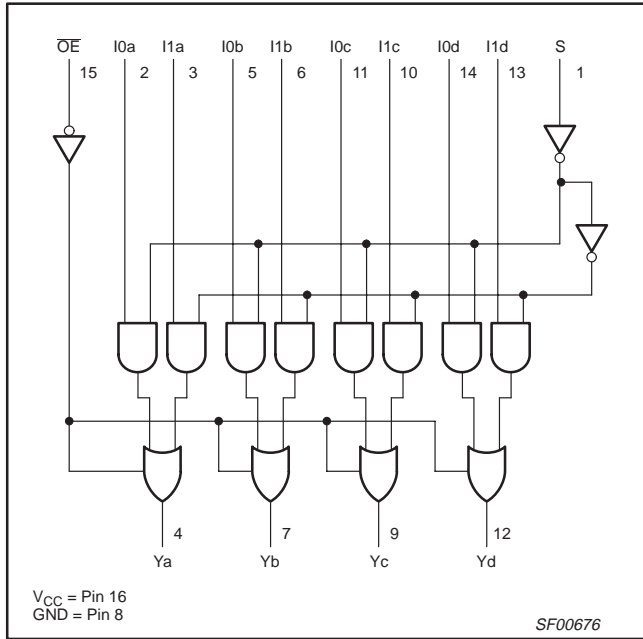 O̅E̅ I0a I1a I0b I1b I0c I1c I0d I1d S
15 2 3 5 6 11 10 14 13 1
4 7 9 12
Ya Yb Yc Yd
VCC = Pin 16
GND = Pin 8
SF00676